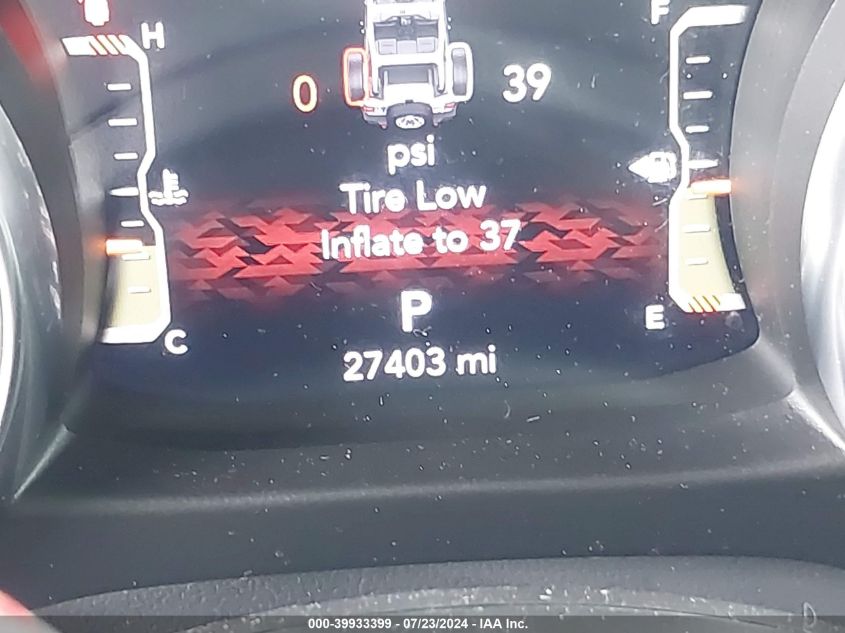 H F
0 39
psi
Tire Low
Inflate to 37
P
E
C
27403 mi
000-39933399 - 07/23/2024 - IAA Inc.